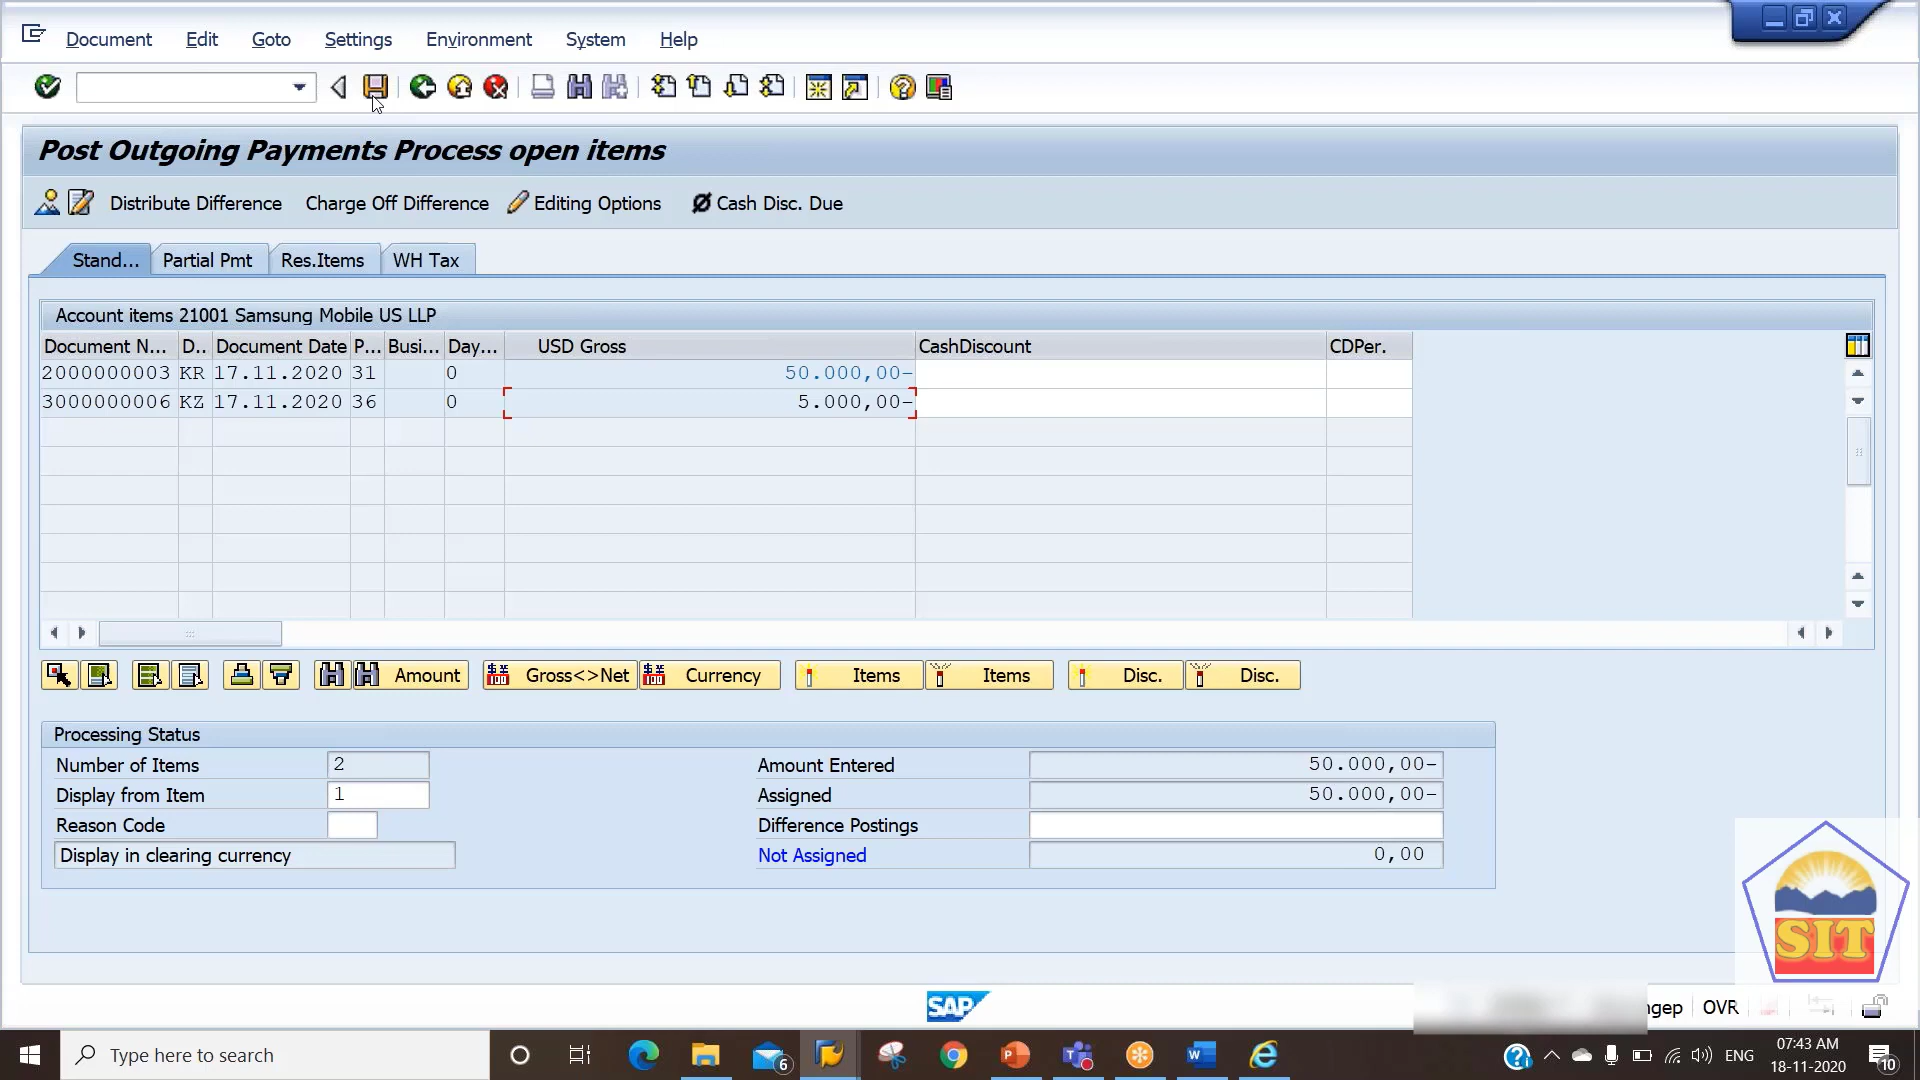 Document Edit Goto Settings Environment System Help
Post Outgoing Payments Process open items
Distribute Difference Charge Off Difference Editing Options Cash Disc. Due
Stand... Partial Pmt Res.Items WH Tax
Account items 21001 Samsung Mobile US LLP
Document N... D.. Document Date P... Busi... Day... USD Gross CashDiscount CDPer.
2000000003 KR 17.11.2020 31 0 50.000,00-
3000000006 KZ 17.11.2020 36 0 5.000,00-
Amount Gross<>Net Currency Items Items Disc. Disc.
Processing Status
Number of Items 2 Amount Entered 50.000,00-
Display from Item 1 Assigned 50.000,00-
Reason Code Difference Postings
Display in clearing currency Not Assigned 0,00
SIT
SAP
ngep OVR
Type here to search 6 ENG 07:43 AM
18-11-2020 10